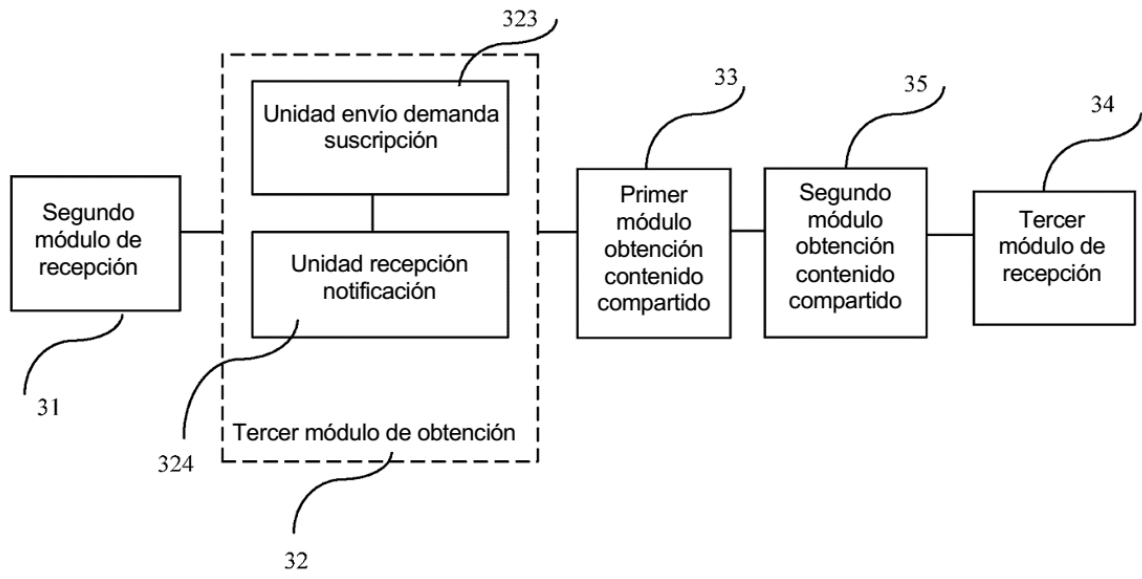 323
Unidad envío demanda
suscripción
33
35
34
Segundo
módulo de
recepción
Unidad recepción
notificación
Primer
módulo
obtención
contenido
compartido
Segundo
módulo
obtención
contenido
compartido
Tercer
módulo de
recepción
31
324
Tercer módulo de obtención
32